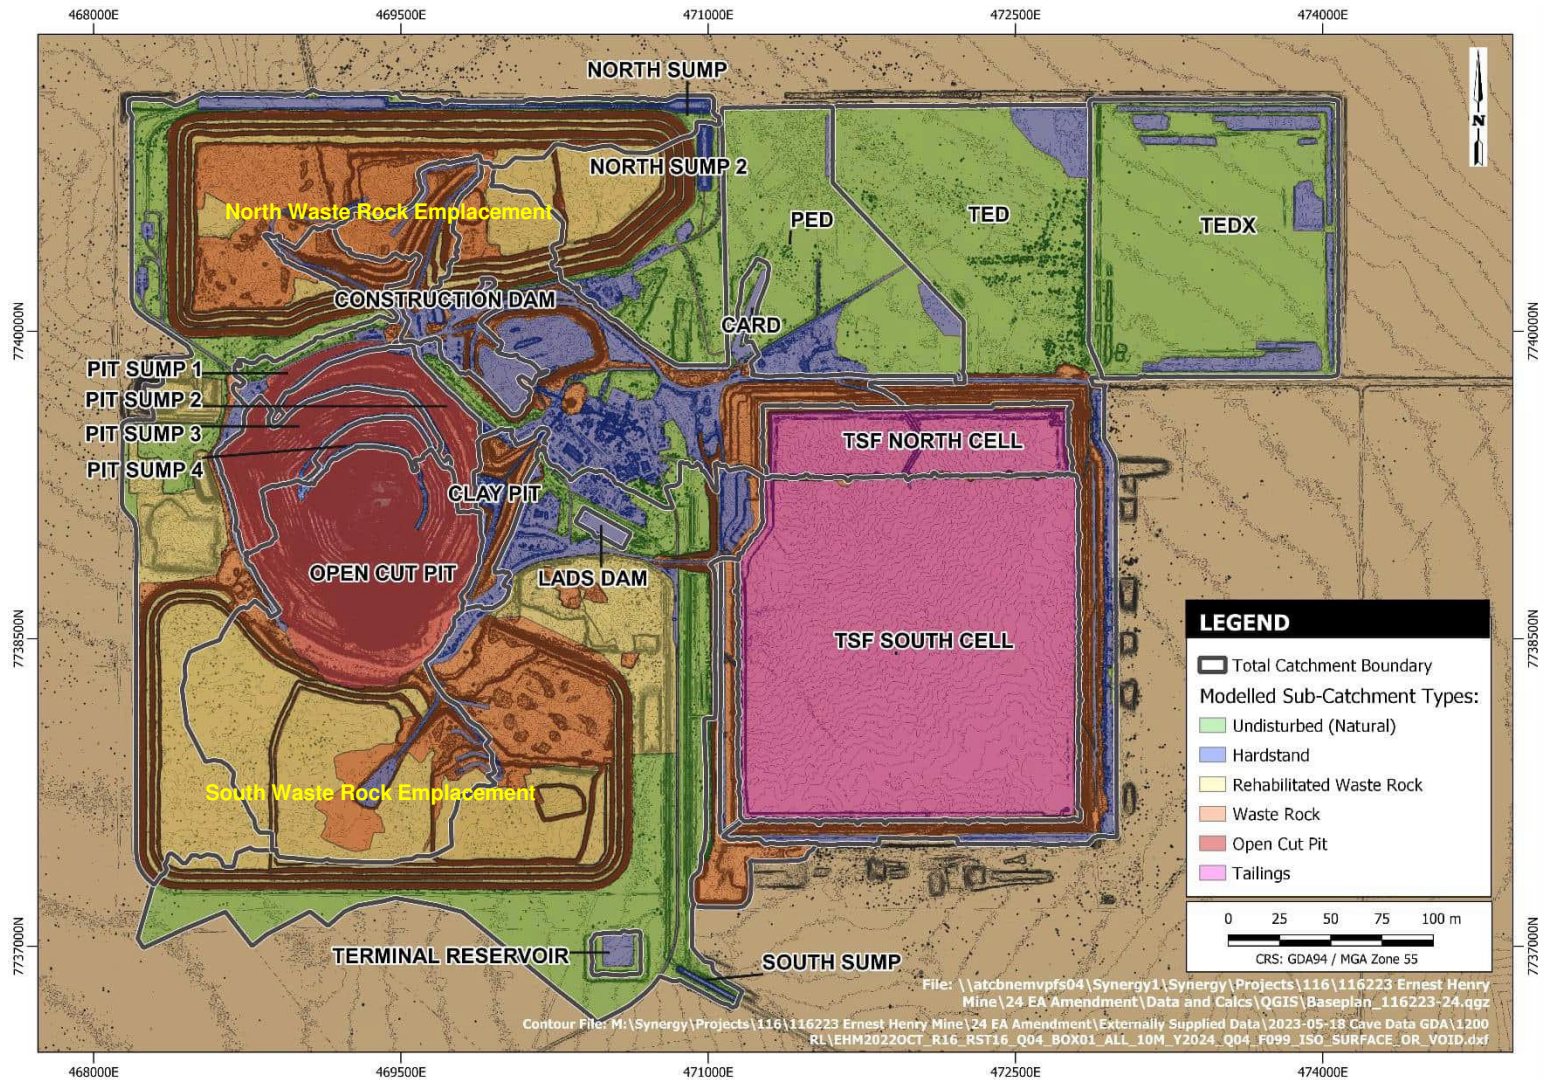 468000E
469500E
471000E
472500E
474000E
NORTH SUMP
N
NORTH SUMP 2
North Waste Rock Emplacement
PED
TED
TEDX
CONSTRUCTION DAM
CARD
7740000N
7740000N
PIT SUMP 1
PIT SUMP 2
PIT SUMP 3
PIT SUMP 4
TSF NORTH CELL
CLAY PIT
OPEN CUT PIT
LADS DAM
TSF SOUTH CELL
7738500N
7738500N
South Waste Rock Emplacement
LEGEND
Total Catchment Boundary
Modelled Sub-Catchment Types:
Undisturbed (Natural)
Hardstand
Rehabilitated Waste Rock
Waste Rock
Open Cut Pit
Tailings
0 25 50 75 100 m
CRS: GDA94 / MGA Zone 55
7737000N
7737000N
TERMINAL RESERVOIR
SOUTH SUMP
File: \\atcbnemvpfs04\Synergy1\Synergy\Projects\116\116223 Ernest Henry
Mine\24 EA Amendment\Data and Calcs\QGIS\Baseplan_116223-24.qgz
Contour File: M:\Synergy\Projects\116\116223 Ernest Henry Mine\24 EA Amendment\Externally Supplied Data\2023-05-18 Cave Data GDA\1200
RL\EHM2022OCT_R16_RST16_Q04_BOX01_ALL_10M_Y2024_Q04_F099_ISO_SURFACE_OR_VOID.dxf
468000E
469500E
471000E
472500E
474000E